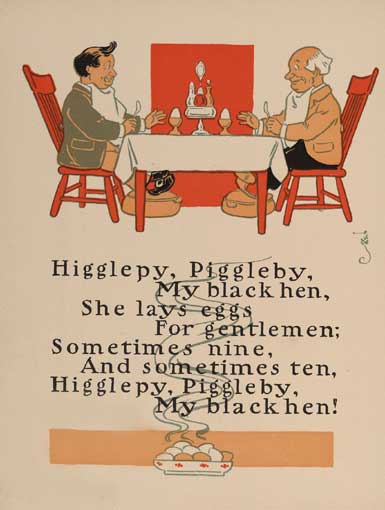 Higglepy, Piggleby,
My black hen,
She lays eggs
For gentlemen;
Sometimes nine,
And sometimes ten,
Higglepy, Piggleby,
My black hen!